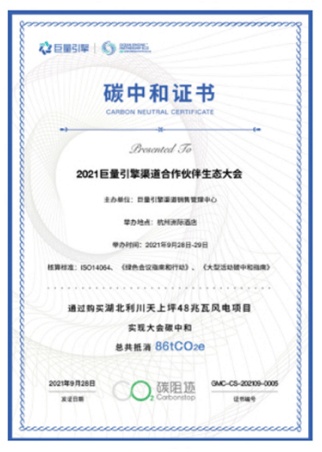 巨量引擎
碳中和证书
CARBON NEUTRAL CERTIFICATE
Presented To
2021巨量引擎渠道合作伙伴生态大会
主办单位:巨量引擎渠道销售管理中心
举办地点:杭州洲际酒店
举办时间:2021年9月28日-29日
核算标准:ISO14064、《绿色会议指南和行动》、《大型活动碳中和指南》
通过购买湖北利川天上坪48兆瓦风电项目
实现大会碳中和
总共抵消 86tCO2e
2021年9月28日
发证日期
CO2 碳阻迹
Carbonstop
GMC-CS-202109-0005
证书编号